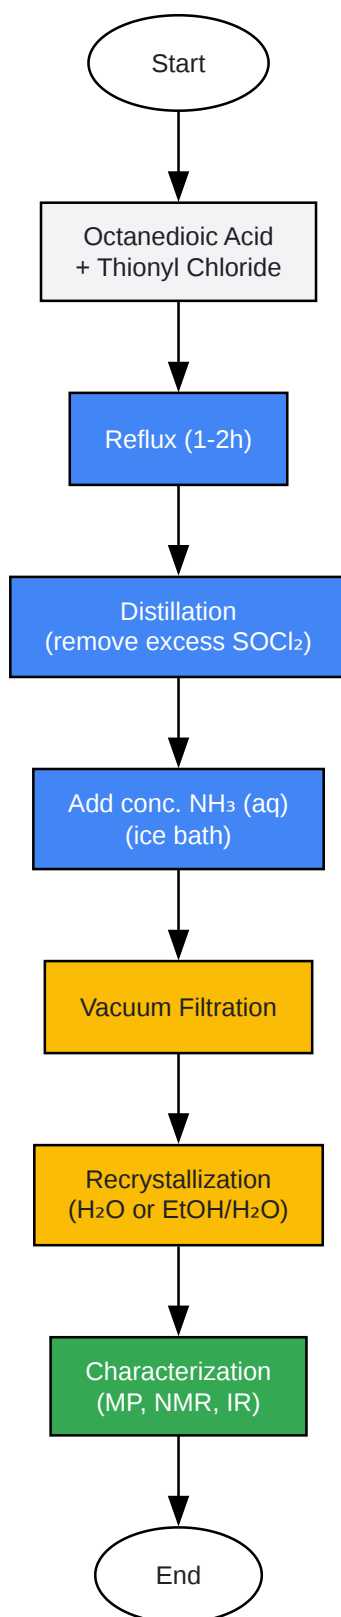 Start
Octanedioic Acid
+ Thionyl Chloride
Reflux (1-2h)
Distillation
(remove excess SOCl₂)
Add conc. NH₃ (aq)
(ice bath)
Vacuum Filtration
Recrystallization
(H₂O or EtOH/H₂O)
Characterization
(MP, NMR, IR)
End